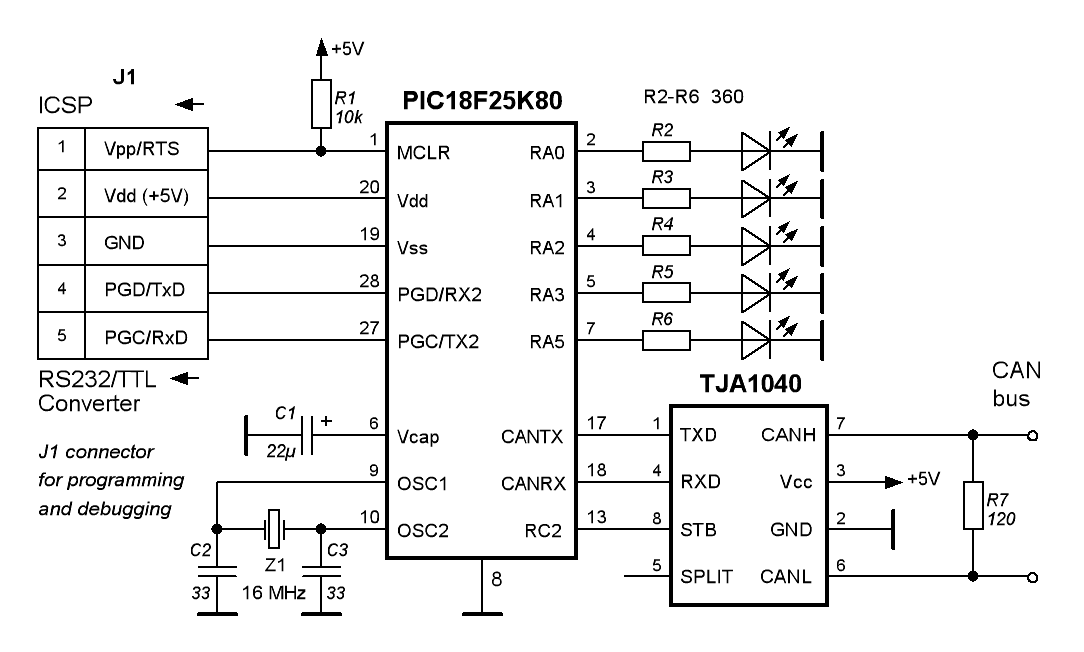 J1
ICSP
1 Vpp/RTS
2 Vdd (+5V)
3 GND
4 PGD/TxD
5 PGC/RxD
RS232/TTL
Converter
J1 connector
for programming
and debugging
+5V
R1
10k
PIC18F25K80
1 MCLR
20 Vdd
19 Vss
28 PGD/RX2
27 PGC/TX2
6 Vcap
9 OSC1
10 OSC2
8
C1
+
22µ
C2
33
Z1
16 MHz
C3
33
RA0 2
RA1 3
RA2 4
RA3 5
RA5 7
CANTX 17
CANRX 18
RC2 13
R2-R6 360
R2
R3
R4
R5
R6
TJA1040
1 TXD
4 RXD
8 STB
5 SPLIT
CANH 7
Vcc 3
GND 2
CANL 6
+5V
CAN
bus
R7
120